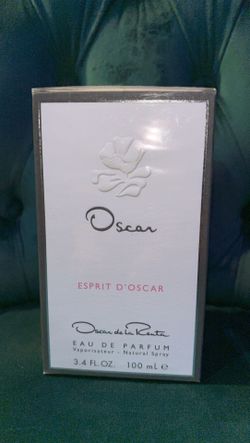 Oscar
ESPRIT D'OSCAR
Oscar de la Renta
EAU DE PARFUM
Vaporisateur - Natural Spray
3.4 FL. OZ. 100 mL ℮